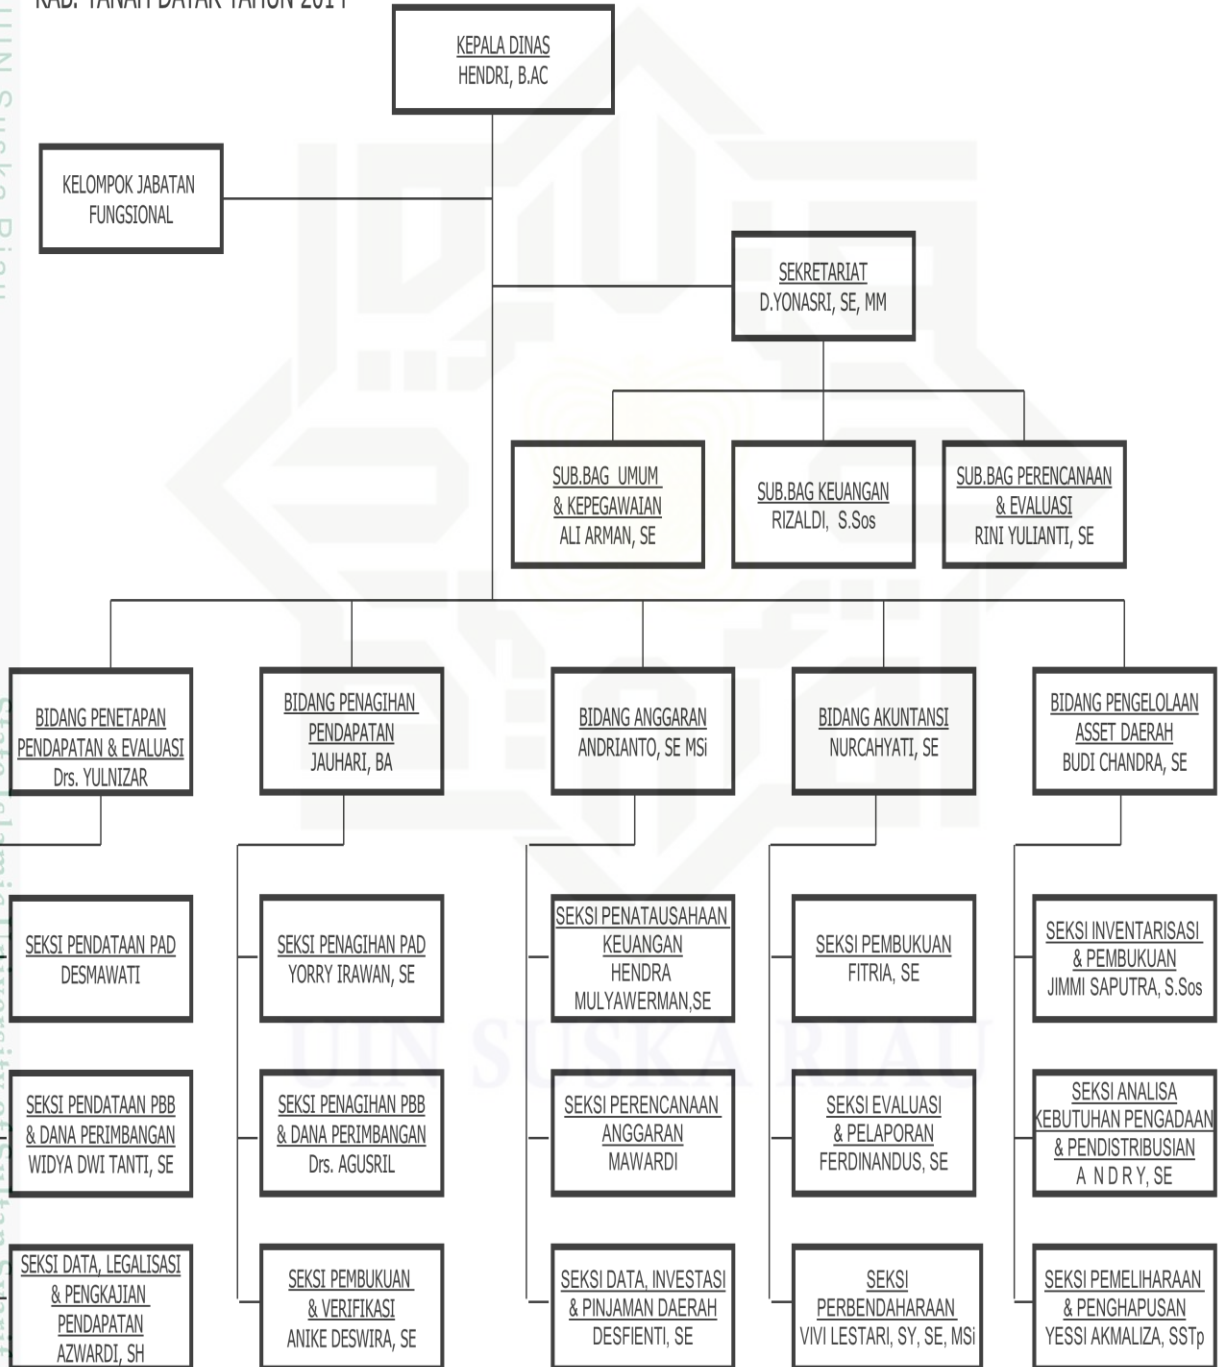 KAB. TANAH DATAR TAHUN 2014
KEPALA DINAS
HENDRI, B.AC
KELOMPOK JABATAN
FUNGSIONAL
SEKRETARIAT
D.YONASRI, SE, MM
SUB.BAG UMUM
& KEPEGAWAIAN
ALI ARMAN, SE
SUB.BAG KEUANGAN
RIZALDI, S.Sos
SUB.BAG PERENCANAAN
& EVALUASI
RINI YULIANTI, SE
BIDANG PENETAPAN
PENDAPATAN & EVALUASI
Drs. YULNIZAR
BIDANG PENAGIHAN
PENDAPATAN
JAUHARI, BA
BIDANG ANGGARAN
ANDRIANTO, SE MSi
BIDANG AKUNTANSI
NURCAHYATI, SE
BIDANG PENGELOLAAN
ASSET DAERAH
BUDI CHANDRA, SE
SEKSI PENDATAAN PAD
DESMAWATI
SEKSI PENAGIHAN PAD
YORRY IRAWAN, SE
SEKSI PENATAUSAHAAN
KEUANGAN
HENDRA
MULYAWERMAN,SE
SEKSI PEMBUKUAN
FITRIA, SE
SEKSI INVENTARISASI
& PEMBUKUAN
JIMMI SAPUTRA, S.Sos
SEKSI PENDATAAN PBB
& DANA PERIMBANGAN
WIDYA DWI TANTI, SE
SEKSI PENAGIHAN PBB
& DANA PERIMBANGAN
Drs. AGUSRIL
SEKSI PERENCANAAN
ANGGARAN
MAWARDI
SEKSI EVALUASI
& PELAPORAN
FERDINANDUS, SE
SEKSI ANALISA
KEBUTUHAN PENGADAAN
& PENDISTRIBUSIAN
A N D R Y, SE
SEKSI DATA, LEGALISASI
& PENGKAJIAN
PENDAPATAN
AZWARDI, SH
SEKSI PEMBUKUAN
& VERIFIKASI
ANIKE DESWIRA, SE
SEKSI DATA, INVESTASI
& PINJAMAN DAERAH
DESFIENTI, SE
SEKSI
PERBENDAHARAAN
VIVI LESTARI, SY, SE, MSi
SEKSI PEMELIHARAAN
& PENGHAPUSAN
YESSI AKMALIZA, SSTp
UIN SUSKA RIAU
UIN Suska Riau